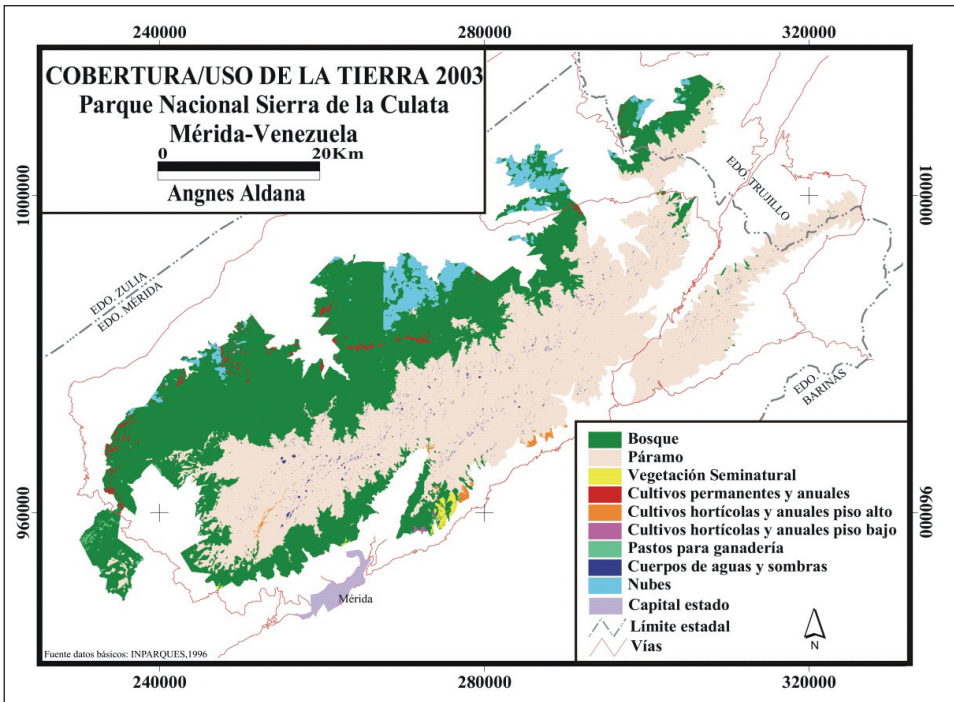 240000 280000 320000
COBERTURA/USO DE LA TIERRA 2003
Parque Nacional Sierra de la Culata
Mérida-Venezuela
0 20Km
Angnes Aldana
1000000
1000000
EDO. TRUJILLO
EDO. ZULIA
EDO. MÉRIDA
EDO. BARINAS
960000
960000
Bosque
Páramo
Vegetación Seminatural
Cultivos permanentes y anuales
Cultivos hortícolas y anuales piso alto
Cultivos hortícolas y anuales piso bajo
Pastos para ganadería
Cuerpos de aguas y sombras
Nubes
Capital estado
Límite estadal
Vías
N
Mérida
Fuente datos básicos: INPARQUES,1996
240000 280000 320000